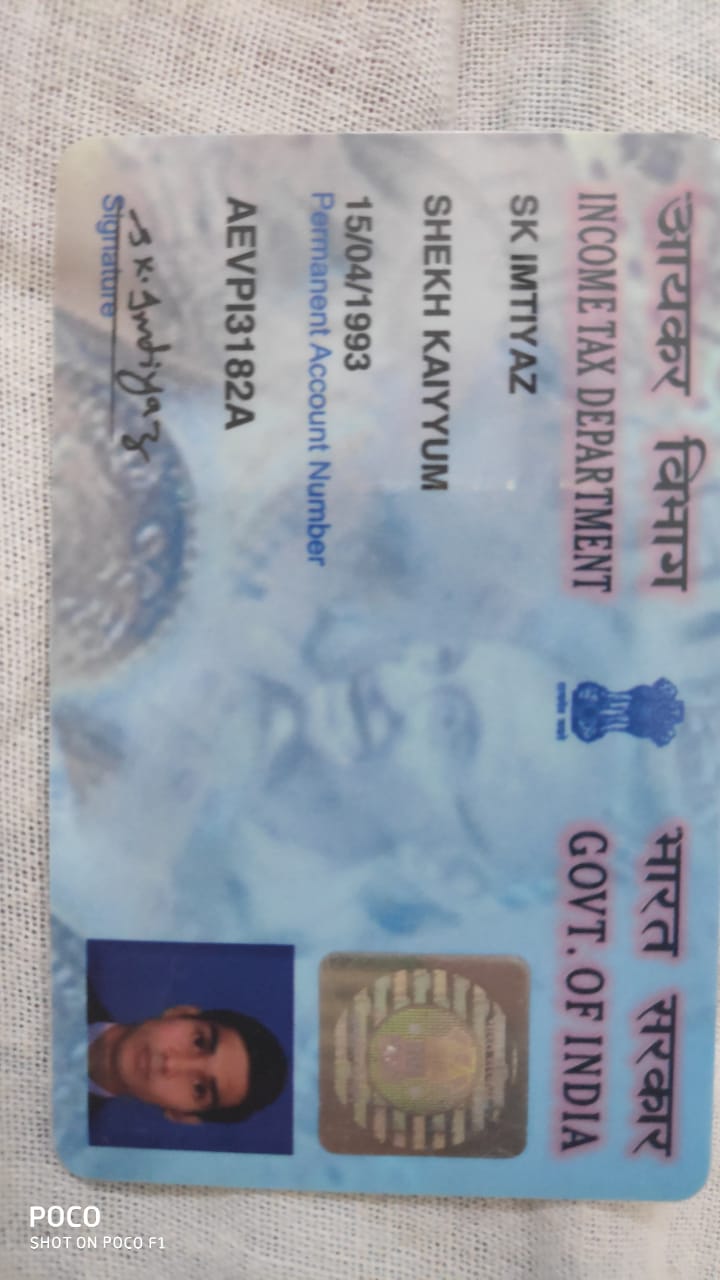 आयकर विभाग
INCOME TAX DEPARTMENT
भारत सरकार
GOVT. OF INDIA
SK IMTIYAZ
SHEKH KAIYYUM
15/04/1993
Permanent Account Number
AEVPI3182A
SK. Imtiyaz
Signature
POCO
SHOT ON POCO F1